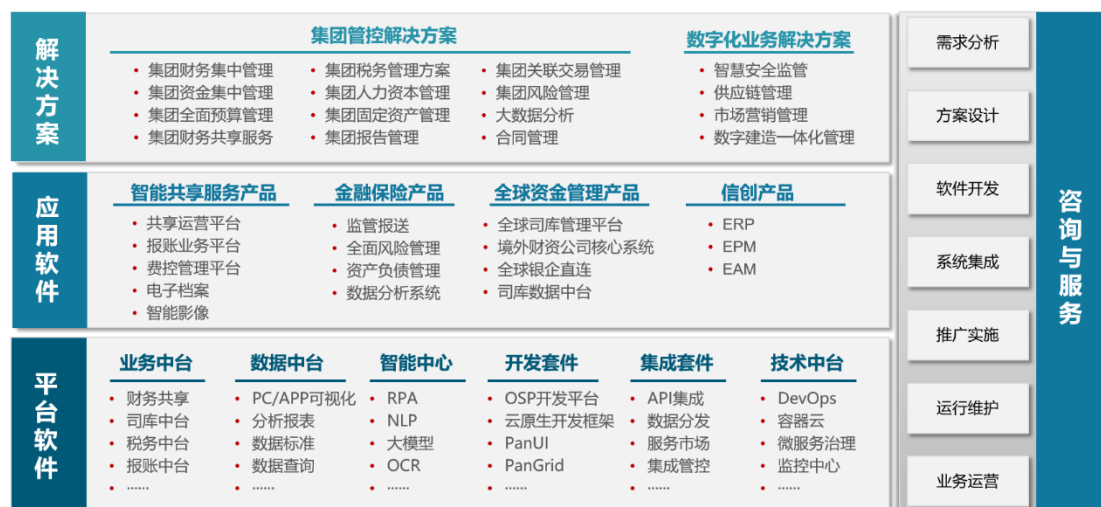 解决方案
集团管控解决方案
集团财务集中管理
集团资金集中管理
集团全面预算管理
集团财务共享服务
集团税务管理方案
集团人力资本管理
集团固定资产管理
集团报告管理
集团关联交易管理
集团风险管理
大数据分析
合同管理
数字化业务解决方案
智慧安全监管
供应链管理
市场营销管理
数字建造一体化管理
应用软件
智能共享服务产品
共享运营平台
报账业务平台
费控管理平台
电子档案
智能影像
金融保险产品
监管报送
全面风险管理
资产负债管理
数据分析系统
全球资金管理产品
全球司库管理平台
境外财资公司核心系统
全球银企直连
司库数据中台
信创产品
ERP
EPM
EAM
平台软件
业务中台
财务共享
司库中台
税务中台
报账中台
······
数据中台
PC/APP可视化
分析报表
数据标准
数据查询
······
智能中心
RPA
NLP
大模型
OCR
······
开发套件
OSP开发平台
云原生开发框架
PanUI
PanGrid
······
集成套件
API集成
数据分发
服务市场
集成管控
······
技术中台
DevOps
容器云
微服务治理
监控中心
······
需求分析
方案设计
软件开发
系统集成
推广实施
运行维护
业务运营
咨询与服务